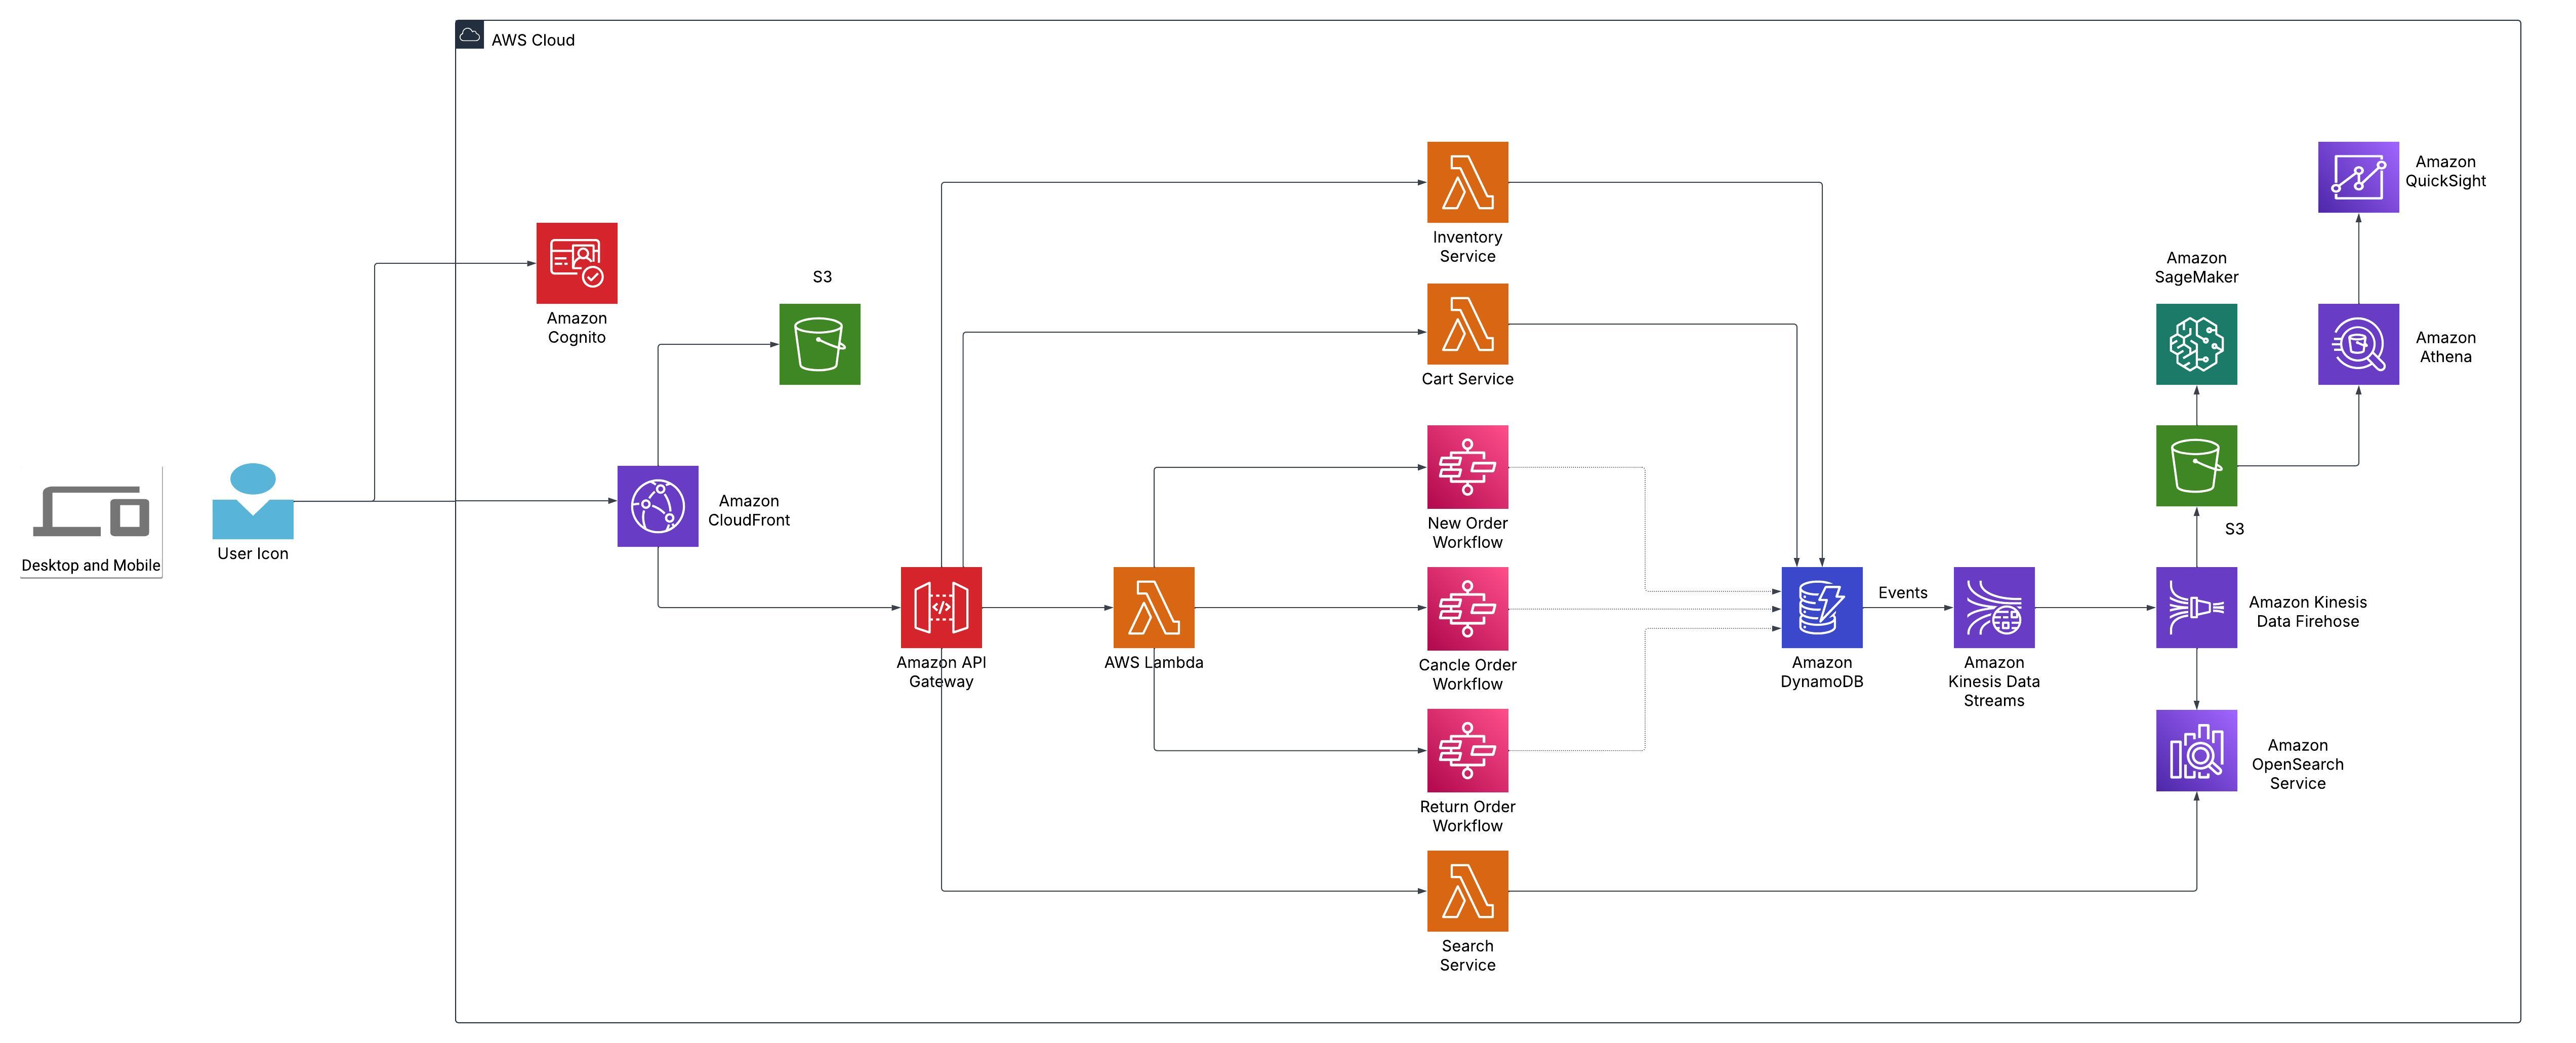 AWS Cloud
Amazon
Cognito
S3
Desktop and Mobile
User Icon
Amazon
CloudFront
Amazon API
Gateway
AWS Lambda
Inventory
Service
Cart Service
New Order
Workflow
Cancle Order
Workflow
Return Order
Workflow
Search
Service
Amazon
DynamoDB
Events
Amazon
Kinesis Data
Streams
Amazon Kinesis
Data Firehose
S3
Amazon
SageMaker
Amazon
Athena
Amazon
QuickSight
Amazon
OpenSearch
Service